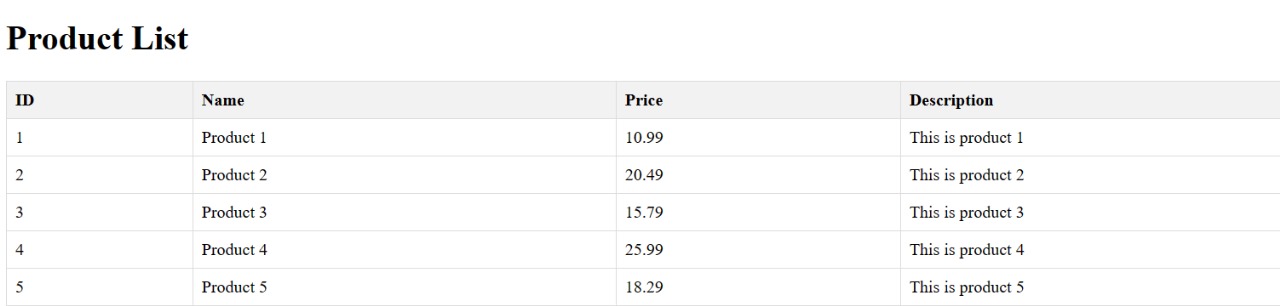 Product List
ID Name Price Description
1 Product 1 10.99 This is product 1
2 Product 2 20.49 This is product 2
3 Product 3 15.79 This is product 3
4 Product 4 25.99 This is product 4
5 Product 5 18.29 This is product 5